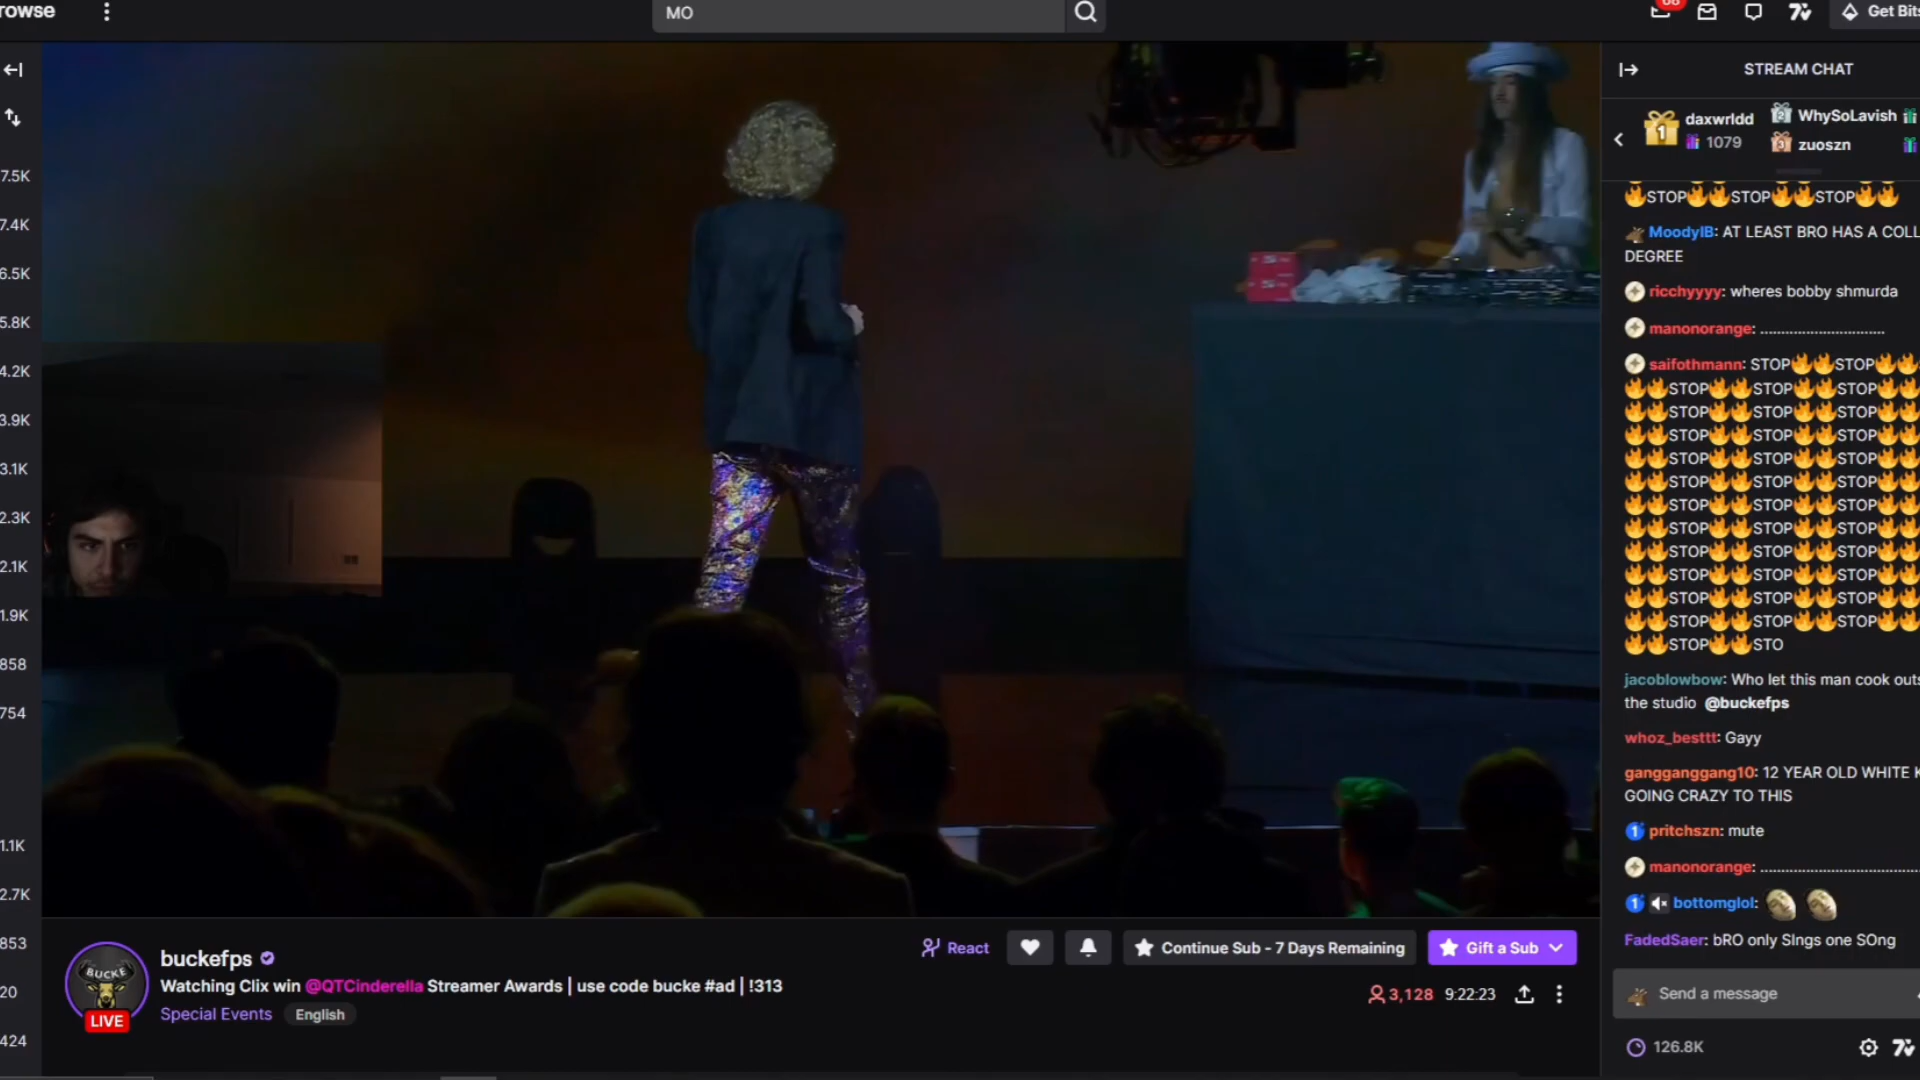 rowse
MO
68
Get Bits
STREAM CHAT
7.5K
7.4K
6.5K
5.8K
4.2K
3.9K
3.1K
2.3K
2.1K
1.9K
858
754
1.1K
2.7K
853
20
424
1 daxwrldd
1079
2 WhySoLavish
3 zuoszn
🔥STOP🔥🔥STOP🔥🔥STOP🔥🔥
MoodyIB: AT LEAST BRO HAS A COLL
DEGREE
ricchyyyy: wheres bobby shmurda
manonorange: ..............................
saifothmann: STOP🔥🔥STOP🔥🔥
🔥🔥STOP🔥🔥STOP🔥🔥STOP🔥🔥
🔥🔥STOP🔥🔥STOP🔥🔥STOP🔥🔥
🔥🔥STOP🔥🔥STOP🔥🔥STOP🔥🔥
🔥🔥STOP🔥🔥STOP🔥🔥STOP🔥🔥
🔥🔥STOP🔥🔥STOP🔥🔥STOP🔥🔥
🔥🔥STOP🔥🔥STOP🔥🔥STOP🔥🔥
🔥🔥STOP🔥🔥STOP🔥🔥STOP🔥🔥
🔥🔥STOP🔥🔥STOP🔥🔥STOP🔥🔥
🔥🔥STOP🔥🔥STOP🔥🔥STOP🔥🔥
🔥🔥STOP🔥🔥STOP🔥🔥STOP🔥🔥
🔥🔥STOP🔥🔥STOP🔥🔥STOP🔥🔥
🔥🔥STOP🔥🔥STO
jacoblowbow: Who let this man cook outs
the studio @buckefps
whoz_besttt: Gayy
gangganggang10: 12 YEAR OLD WHITE K
GOING CRAZY TO THIS
1 pritchszn: mute
manonorange: ......................................
1 bottomglol:
FadedSaer: bRO only SIngs one SOng
Send a message
126.8K
BUCKE
LIVE
buckefps
Watching Clix win @QTCinderella Streamer Awards | use code bucke #ad | !313
Special Events English
React
Continue Sub - 7 Days Remaining
Gift a Sub
3,128 9:22:23